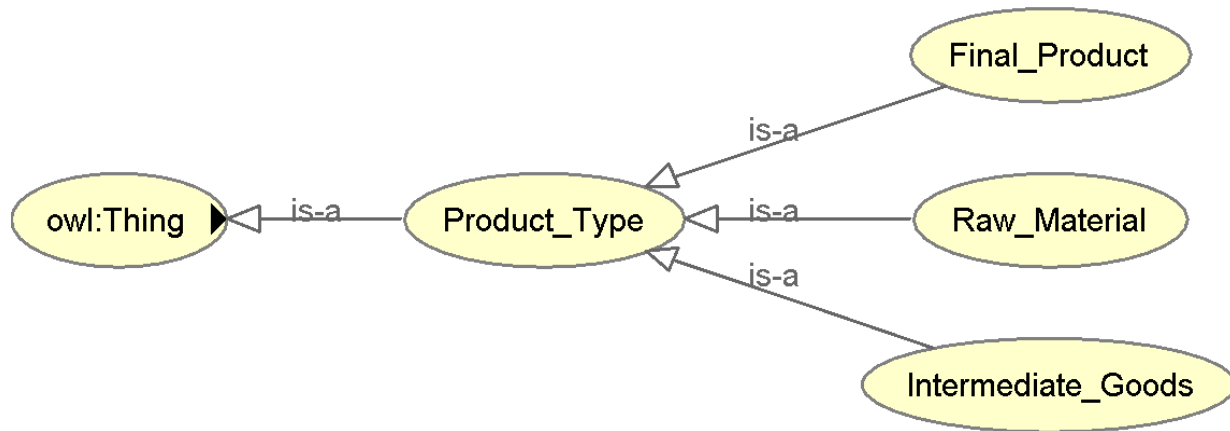 Final_Product
is-a
owl:Thing
is-a
Product_Type
is-a
Raw_Material
is-a
Intermediate_Goods